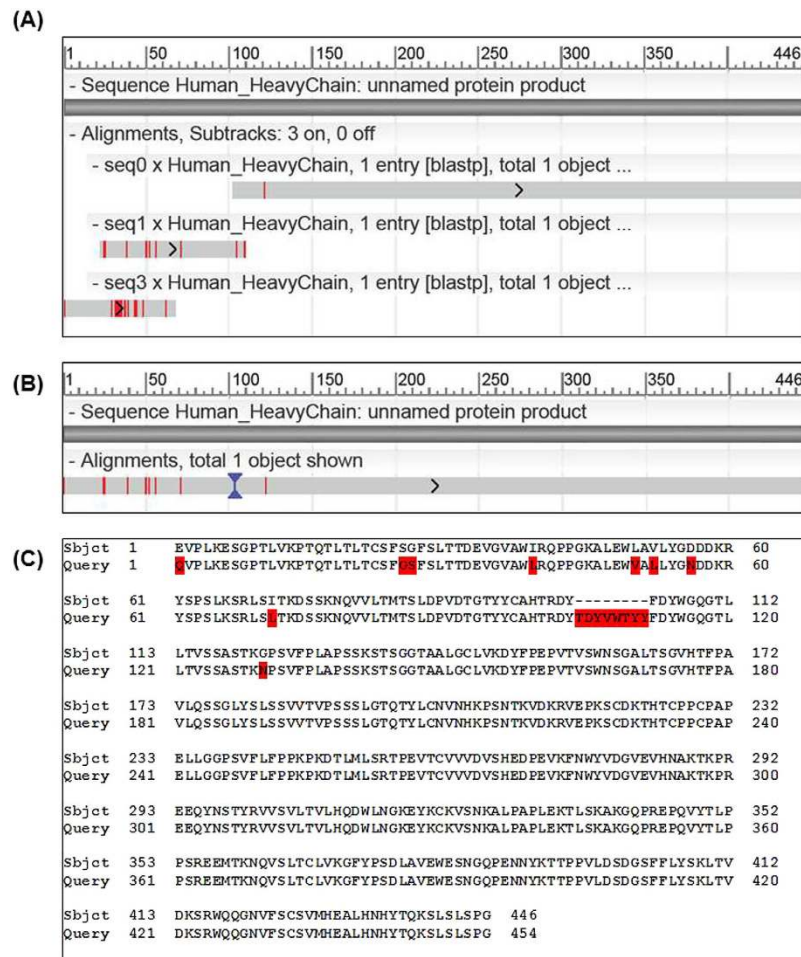 (A)
1 50 100 150 200 250 300 350 446
- Sequence Human_HeavyChain: unnamed protein product
- Alignments, Subtracks: 3 on, 0 off
- seq0 x Human_HeavyChain, 1 entry [blastp], total 1 object ...
- seq1 x Human_HeavyChain, 1 entry [blastp], total 1 object ...
- seq3 x Human_HeavyChain, 1 entry [blastp], total 1 object ...
(B)
1 50 100 150 200 250 300 350 446
- Sequence Human_HeavyChain: unnamed protein product
- Alignments, total 1 object shown
(C)
Sbjct 1 EVPLKESGPTLVKPTQTLTLTCSFSGFSLTTDEVGVAWIRQPPGKALEWLAVLYGDDDKR 60
Query 1 QVPLKESGPTLVKPTQTLTLTCSFGSFSLTTDEVGVAWLRQPPGKALEWVALLYGNDDKR 60
Sbjct 61 YSPSLKSRLSITKDSSKNQVVLTMTSLDPVDTGTYYCAHTRDY--------FDYWGQGTL 112
Query 61 YSPSLKSRLSLTKDSSKNQVVLTMTSLDPVDTGTYYCAHTRDYTDYVWTYYFDYWGQGTL 120
Sbjct 113 LTVSSASTKGPSVFPLAPSSKSTSGGTAALGCLVKDYFPEPVTVSWNSGALTSGVHTFPA 172
Query 121 LTVSSASTKNPSVFPLAPSSKSTSGGTAALGCLVKDYFPEPVTVSWNSGALTSGVHTFPA 180
Sbjct 173 VLQSSGLYSLSSVVTVPSSSLGTQTYLCNVNHKPSNTKVDKRVEPKSCDKTHTCPPCPAP 232
Query 181 VLQSSGLYSLSSVVTVPSSSLGTQTYLCNVNHKPSNTKVDKRVEPKSCDKTHTCPPCPAP 240
Sbjct 233 ELLGGPSVFLFPPKPKDTLMLSRTPEVTCVVVDVSHEDPEVKFNWYVDGVEVHNAKTKPR 292
Query 241 ELLGGPSVFLFPPKPKDTLMLSRTPEVTCVVVDVSHEDPEVKFNWYVDGVEVHNAKTKPR 300
Sbjct 293 EEQYNSTYRVVSVLTVLHQDWLNGKEYKCKVSNKALPAPLEKTLSKAKGQPREPQVYTLP 352
Query 301 EEQYNSTYRVVSVLTVLHQDWLNGKEYKCKVSNKALPAPLEKTLSKAKGQPREPQVYTLP 360
Sbjct 353 PSREEMTKNQVSLTCLVKGFYPSDLAVEWESNGQPENNYKTTPPVLDSDGSFFLYSKLTV 412
Query 361 PSREEMTKNQVSLTCLVKGFYPSDLAVEWESNGQPENNYKTTPPVLDSDGSFFLYSKLTV 420
Sbjct 413 DKSRWQQGNVFSCSVMHEALHNHYTQKSLSLSPG 446
Query 421 DKSRWQQGNVFSCSVMHEALHNHYTQKSLSLSPG 454